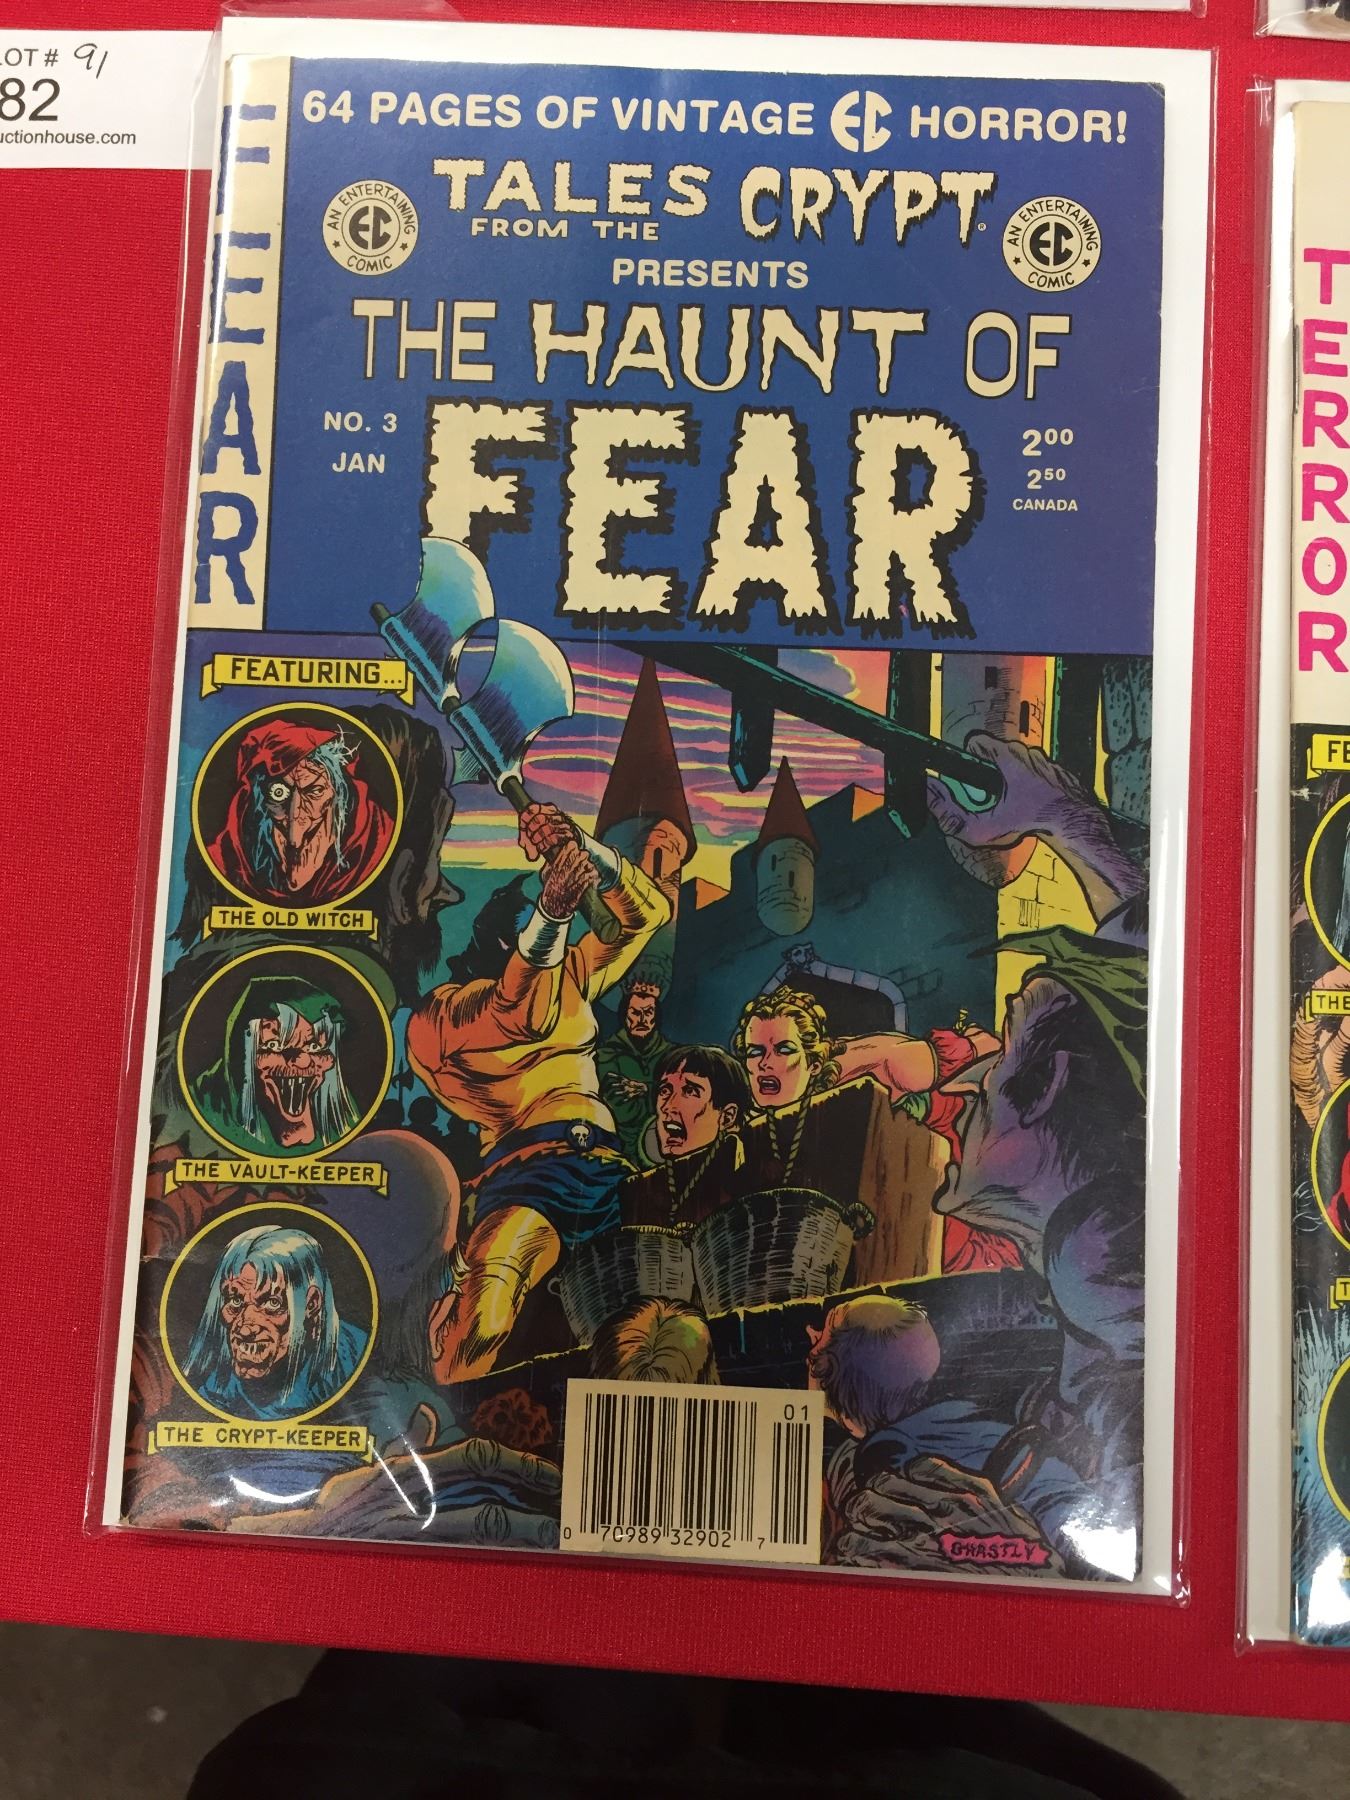 LOT # 91
82
uctionhouse.com
FEAR
64 PAGES OF VINTAGE EC HORROR!
TALES FROM THE CRYPT®
AN ENTERTAINING EC COMIC
AN ENTERTAINING EC COMIC
PRESENTS
THE HAUNT OF
FEAR
NO. 3
JAN
2.00
2.50
CANADA
FEATURING...
THE OLD WITCH
THE VAULT-KEEPER
THE CRYPT-KEEPER
01
0 70989 32902 7
GHASTLY
TERROR
FE
THE
T